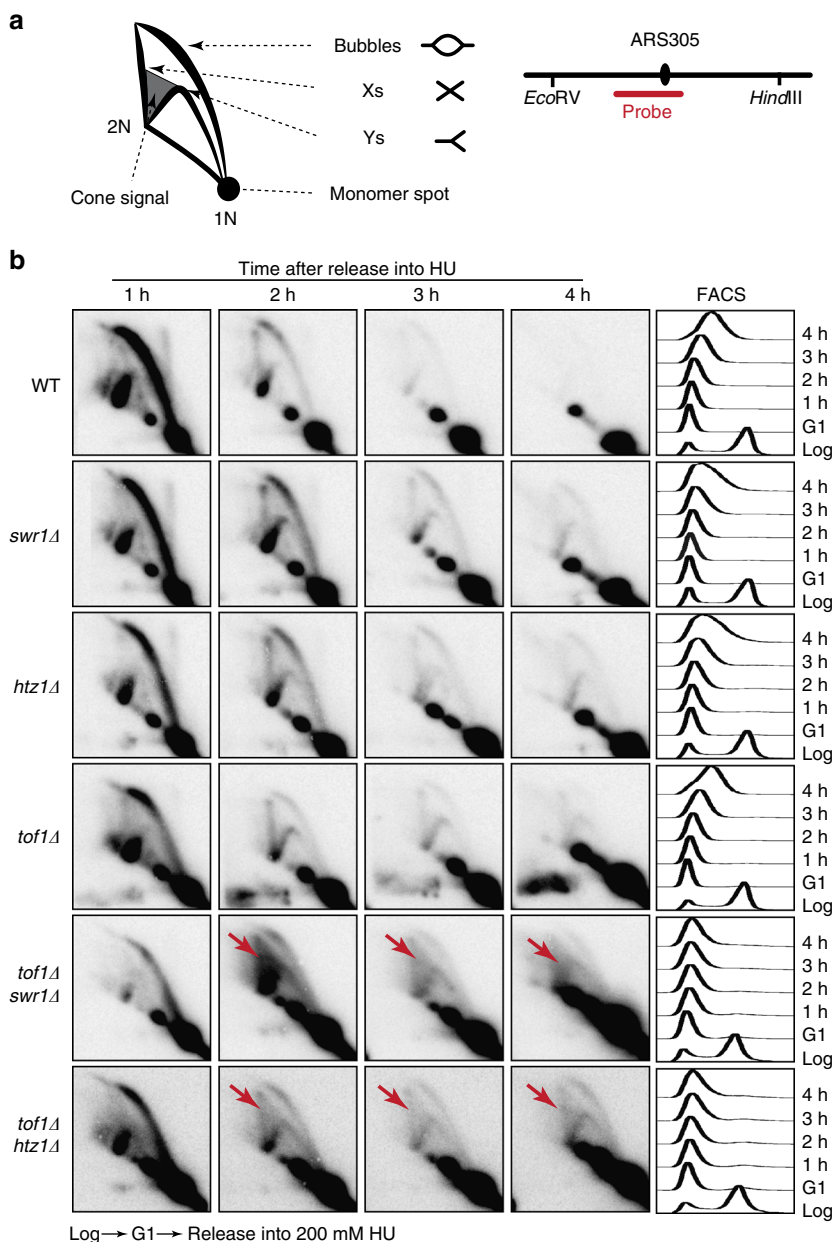 a
Bubbles
Xs
Ys
2N
Cone signal
Monomer spot
1N
ARS305
EcoRV
HindIII
Probe
b
Time after release into HU
1 h 2 h 3 h 4 h FACS
WT
4 h
3 h
2 h
1 h
G1
Log
swr1Δ
4 h
3 h
2 h
1 h
G1
Log
htz1Δ
4 h
3 h
2 h
1 h
G1
Log
tof1Δ
4 h
3 h
2 h
1 h
G1
Log
tof1Δ
swr1Δ
4 h
3 h
2 h
1 h
G1
Log
tof1Δ
htz1Δ
4 h
3 h
2 h
1 h
G1
Log
Log → G1 → Release into 200 mM HU